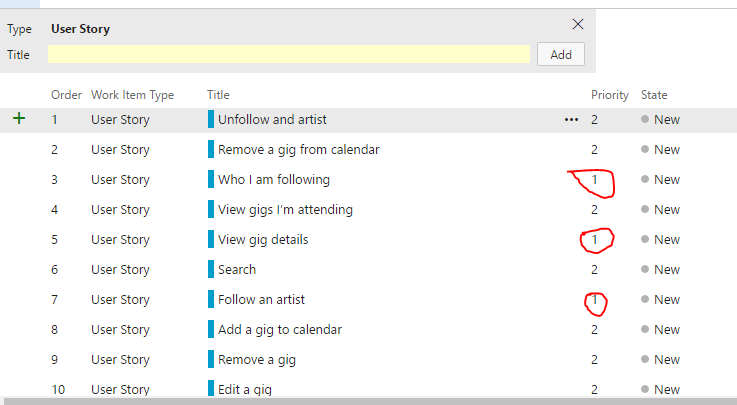 Type User Story
Title Add
Order Work Item Type Title Priority State
1 User Story Unfollow and artist ••• 2 New
2 User Story Remove a gig from calendar 2 New
3 User Story Who I am following 1 New
4 User Story View gigs I'm attending 2 New
5 User Story View gig details 1 New
6 User Story Search 2 New
7 User Story Follow an artist 1 New
8 User Story Add a gig to calendar 2 New
9 User Story Remove a gig 2 New
10 User Story Edit a gig 2 New